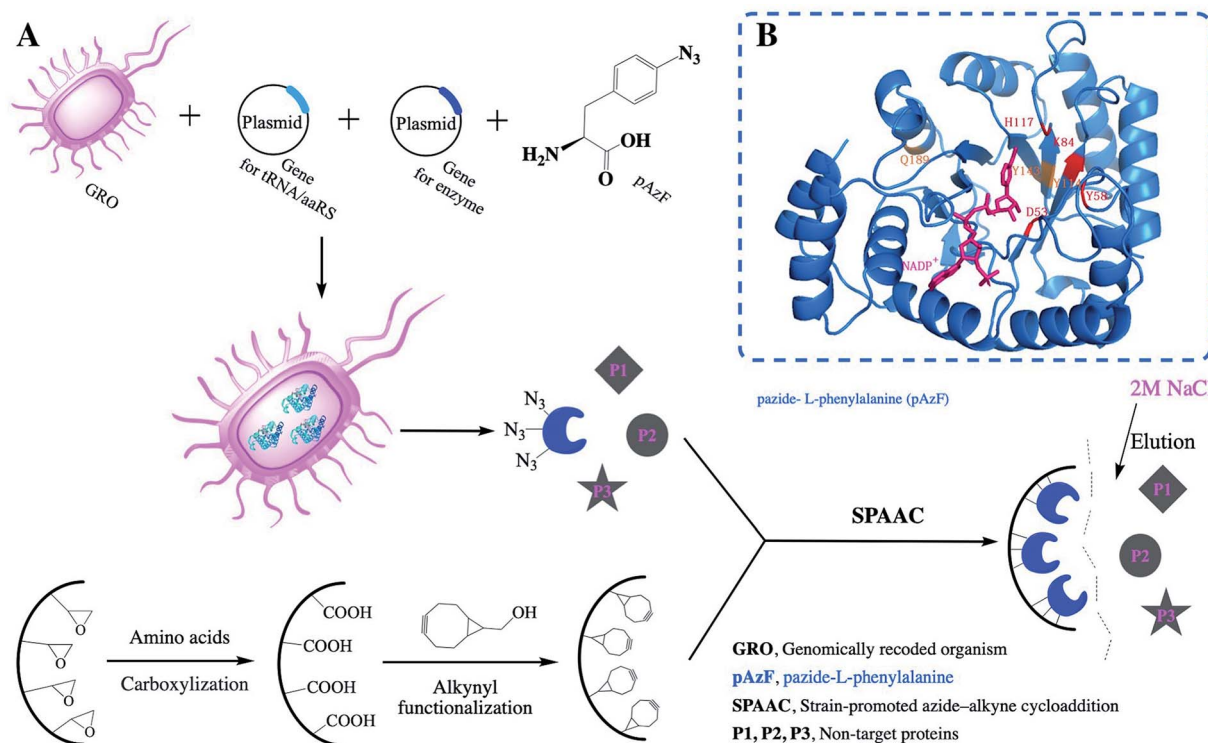 A
GRO
+
Plasmid
Gene
for tRNA/aaRS
+
Plasmid
Gene
for enzyme
+
N3
H2N
OH
O
pAzF
B
H117
K84
Q189
Y58
D53
NADP+
N3
N3
N3
P1
P2
P3
pazide- L-phenylalanine (pAzF)
2M NaC
Elution
SPAAC
P1
P2
P3
O
O
O
O
Amino acids
Carboxylization
COOH
COOH
COOH
COOH
OH
Alkynyl
functionalization
GRO, Genomically recoded organism
pAzF, pazide-L-phenylalanine
SPAAC, Strain-promoted azide–alkyne cycloaddition
P1, P2, P3, Non-target proteins